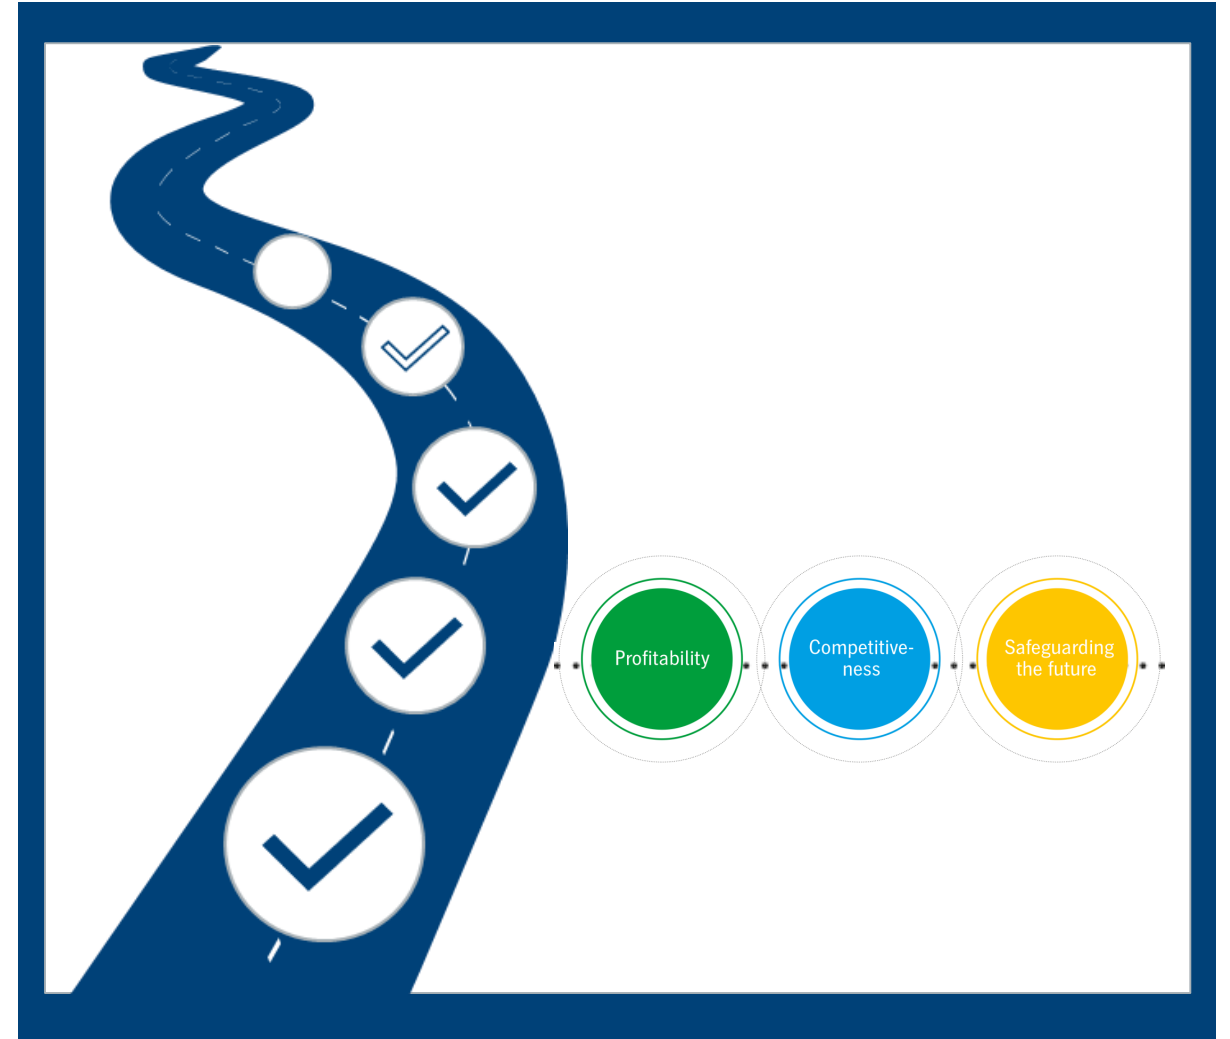 Profitability
Competitive-
ness
Safeguarding
the future